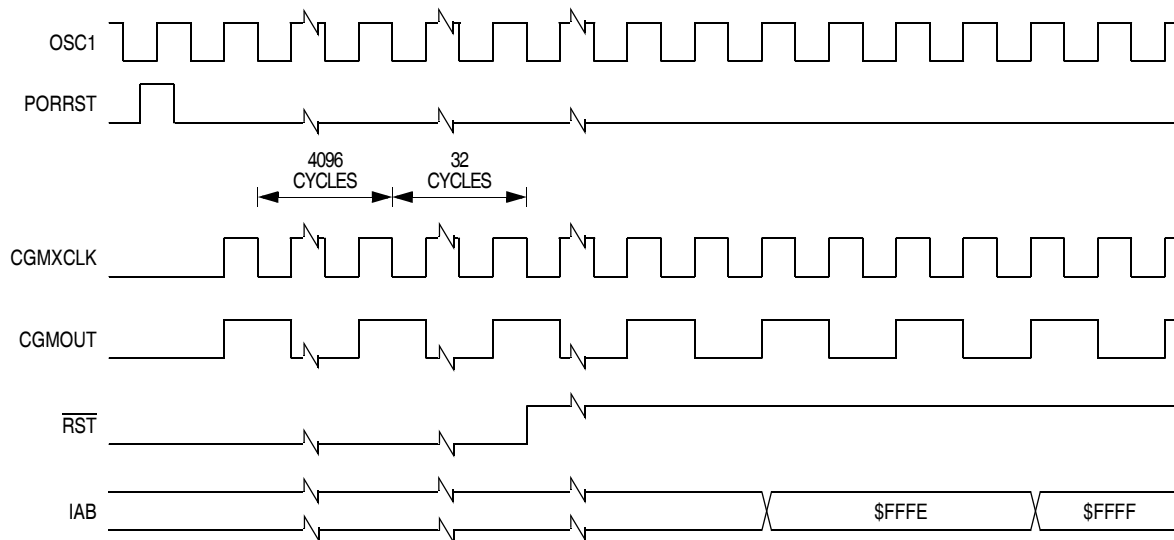 OSC1
PORRST
4096
CYCLES
32
CYCLES
CGMXCLK
CGMOUT
RST
IAB
$FFFE
$FFFF